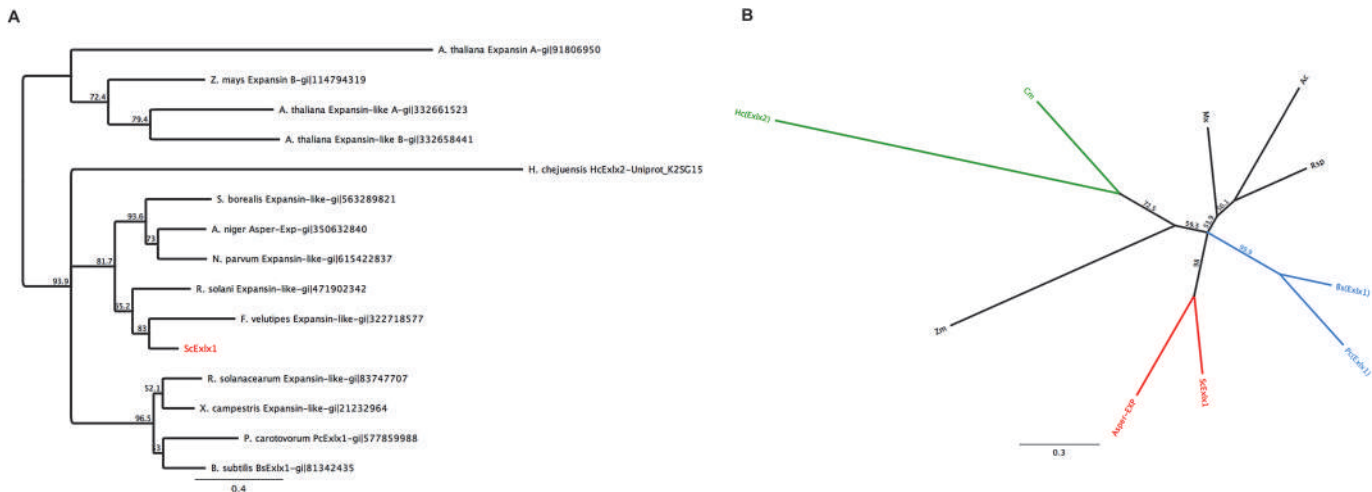 A
B
A. thaliana Expansin A-gi|91806950
Z. mays Expansin B-gi|114794319
72.4
A. thaliana Expansin-like A-gi|332661523
79.4
A. thaliana Expansin-like B-gi|332658441
H. chejuensis HcExlx2-Uniprot_K2SG15
S. borealis Expansin-like-gi|563289821
93.6
A. niger Asper-Exp-gi|350632840
73
N. parvum Expansin-like-gi|615422837
81.7
93.9
R. solani Expansin-like-gi|471902342
F. velutipes Expansin-like-gi|322718577
83
ScExlx1
R. solanacearum Expansin-like-gi|83747707
52.1
X. campestris Expansin-like-gi|21232964
96.5
P. carotovorum PcExlx1-gi|577859988
B. subtilis BsExlx1-gi|81342435
0.4
Hc(Exlx2)
Cm
Mx
Ac
Rsp
72.5
98
Bs(Exlx1)
Pc(Exlx1)
Zm
Asper-EXP
ScExlx1
0.3